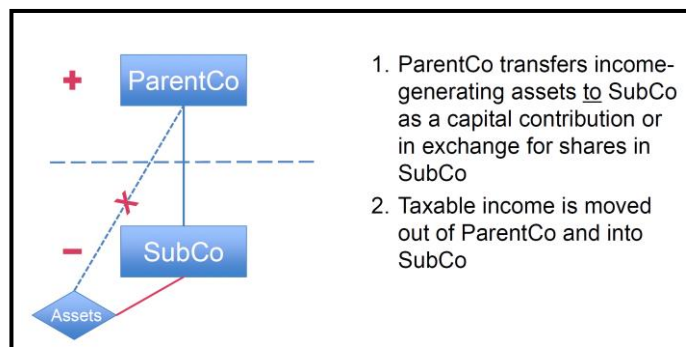 ParentCo
SubCo
Assets
1. ParentCo transfers income-
generating assets to SubCo
as a capital contribution or
in exchange for shares in
SubCo
2. Taxable income is moved
out of ParentCo and into
SubCo